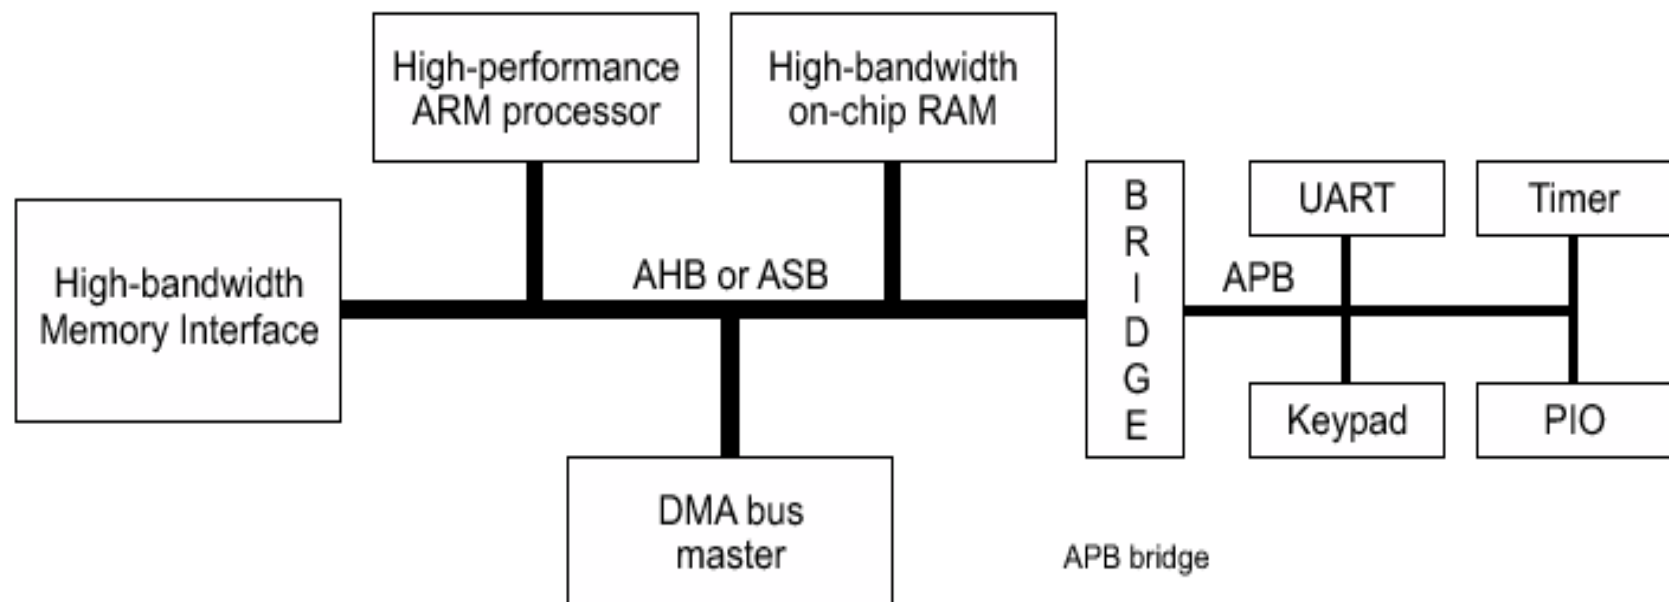 High-performance
ARM processor
High-bandwidth
on-chip RAM
High-bandwidth
Memory Interface
AHB or ASB
B
R
I
D
G
E
APB
UART
Timer
Keypad
PIO
DMA bus
master
APB bridge